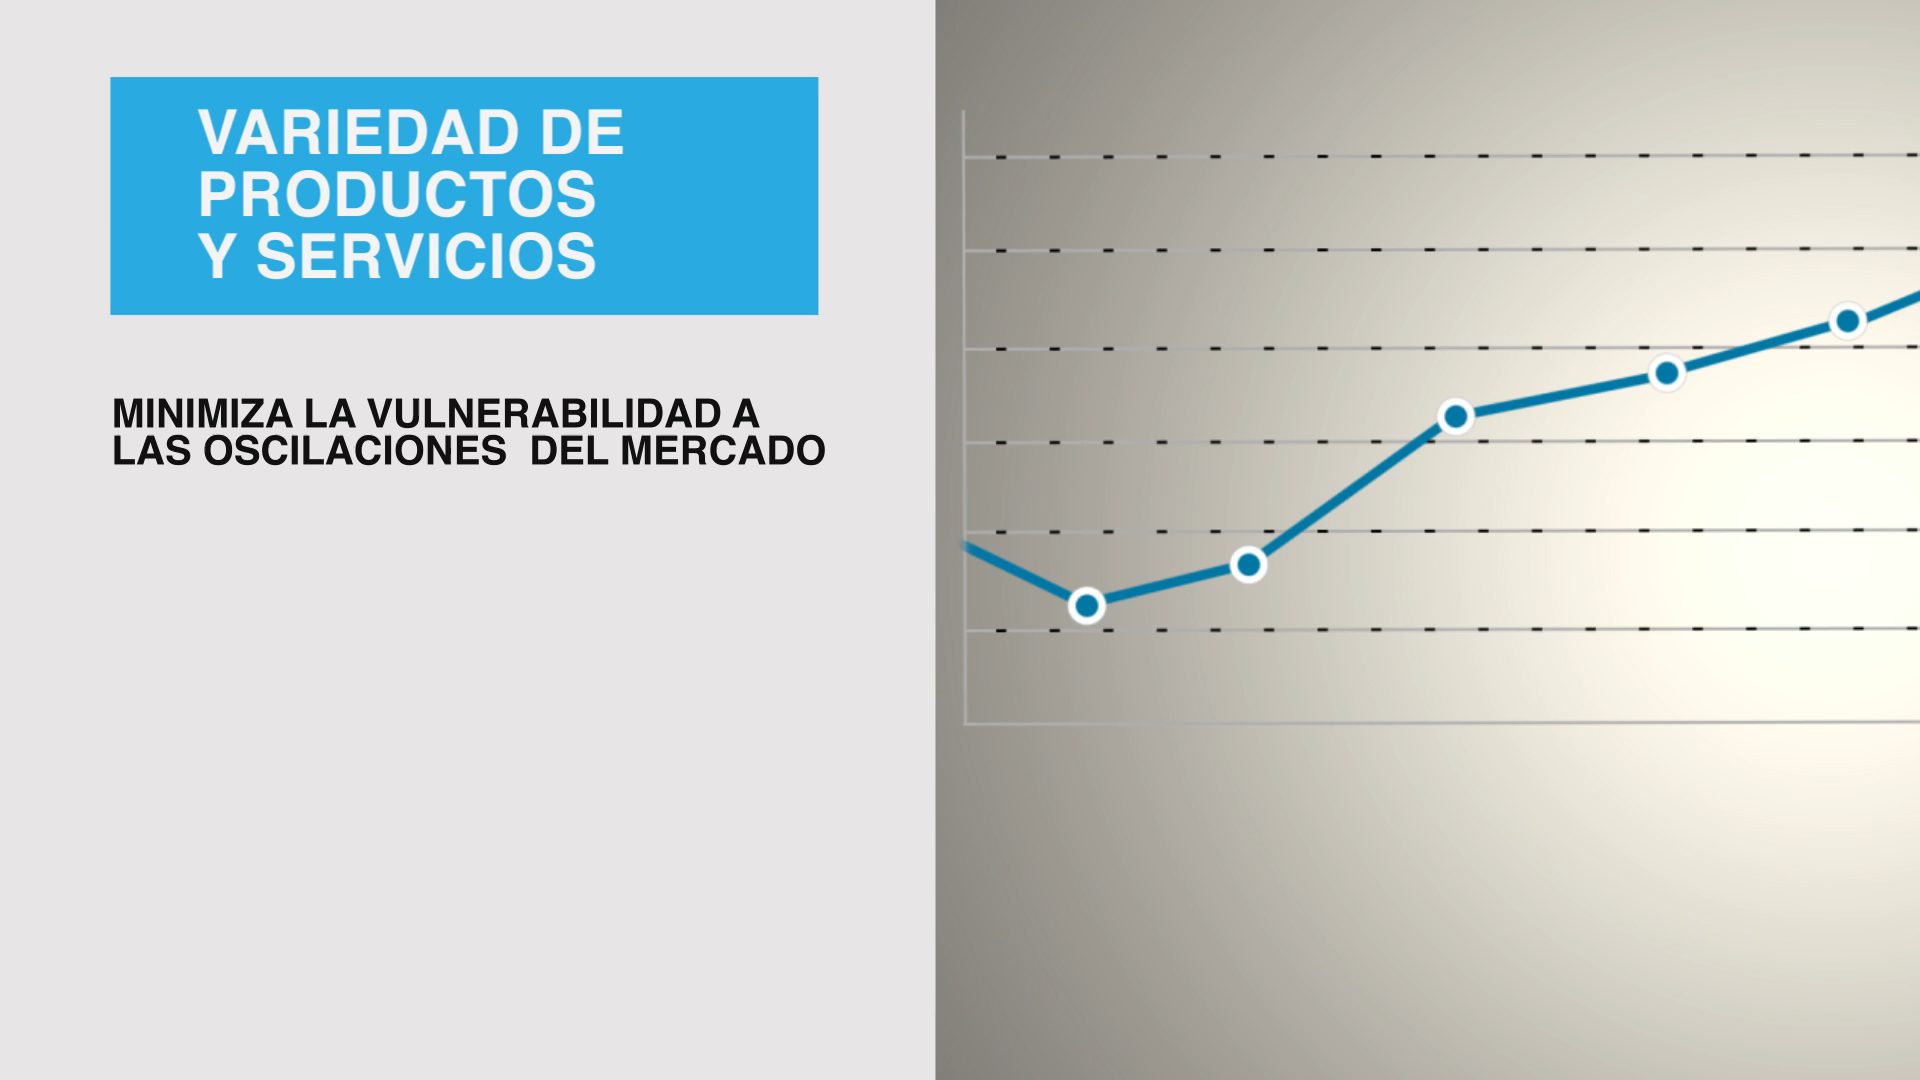 VARIEDAD DE
PRODUCTOS
Y SERVICIOS
MINIMIZA LA VULNERABILIDAD A
LAS OSCILACIONES  DEL MERCADO